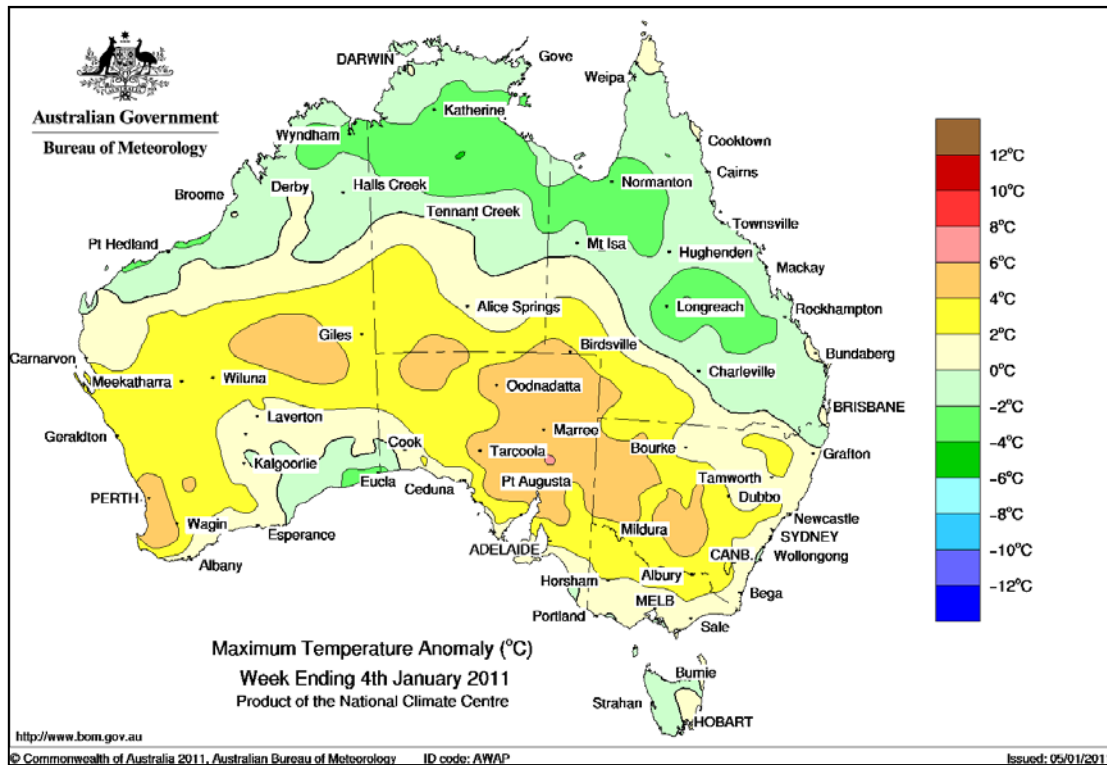 Australian Government
Bureau of Meteorology
DARWIN
Gove
Weipa
Katherine
Wyndham
Cooktown
Cairns
Normanton
Derby
Halls Creek
Broome
Tennant Creek
Townsville
Mt Isa
Pt Hedland
Hughenden
Mackay
Alice Springs
Longreach
Rockhampton
Giles
Birdsville
Bundaberg
Carnarvon
Meekatharra
Wiluna
Oodnadatta
Charleville
BRISBANE
Laverton
Geraldton
Marree
Cook
Bourke
Tarcoola
Grafton
Kalgoorlie
Pt Augusta
Tamworth
Eucla
Ceduna
PERTH
Dubbo
Newcastle
Wagin
Mildura
SYDNEY
Esperance
ADELAIDE
CANB.
Wollongong
Albany
Horsham
Albury
Bega
MELB
Portland
Sale
Burnie
Strahan
HOBART
12°C
10°C
8°C
6°C
4°C
2°C
0°C
-2°C
-4°C
-6°C
-8°C
-10°C
-12°C
Maximum Temperature Anomaly (°C)
Week Ending 4th January 2011
Product of the National Climate Centre
http://www.bom.gov.au
© Commonwealth of Australia 2011, Australian Bureau of Meteorology ID code: AWAP Issued: 05/01/2011